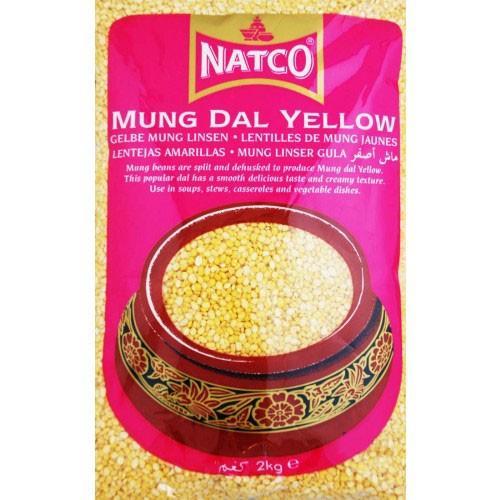 NATCO
MUNG DAL YELLOW
GELBE MUNG LINSEN • LENTILLES DE MUNG JAUNES
LENTEJAS AMARILLAS • MUNG LINSER GULA ماش أصفر
Mung beans are split and dehusked to produce Mung dal Yellow.
This popular dal has a smooth delicious taste and creamy texture.
Use in soups, stews, casseroles and vegetable dishes.
2kg e كغم